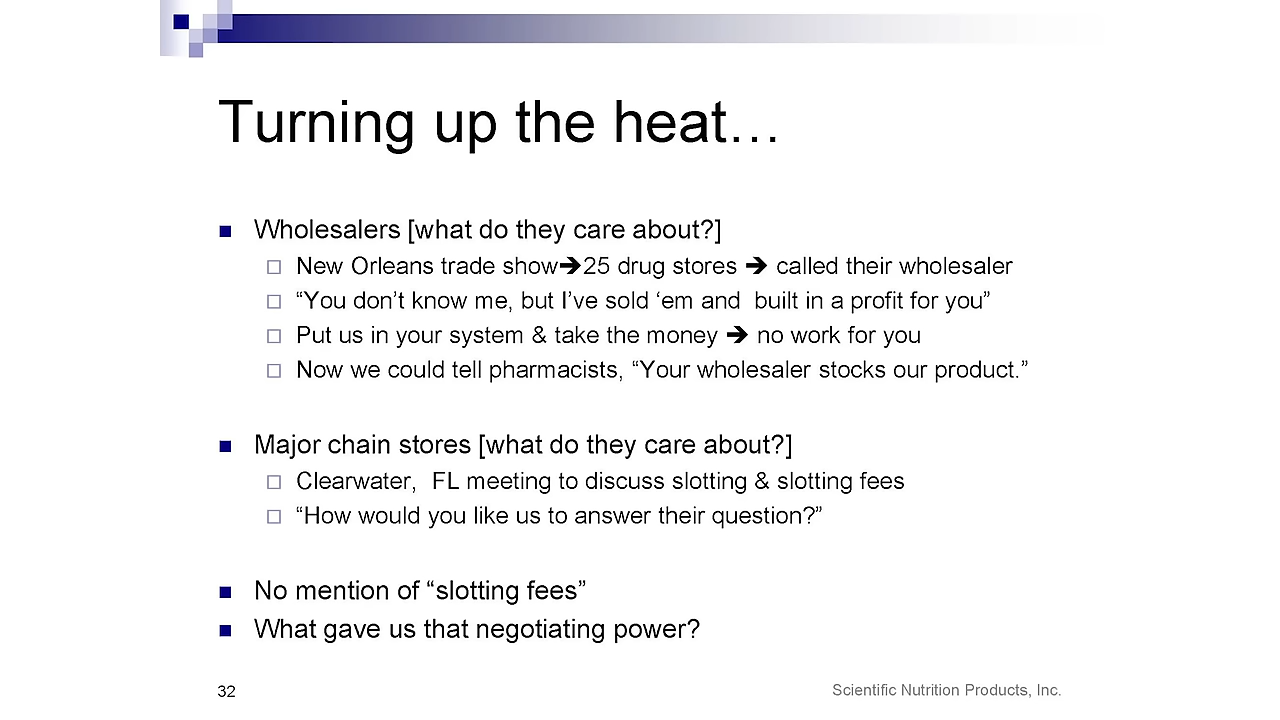 Turning up the heat…
Wholesalers [what do they care about?]
New Orleans trade show➔25 drug stores ➔ called their wholesaler
“You don’t know me, but I’ve sold ‘em and  built in a profit for you”
Put us in your system & take the money ➔ no work for you
Now we could tell pharmacists, “Your wholesaler stocks our product.”
Major chain stores [what do they care about?]
Clearwater,  FL meeting to discuss slotting & slotting fees
“How would you like us to answer their question?”
No mention of “slotting fees”
What gave us that negotiating power?
32
Scientific Nutrition Products, Inc.